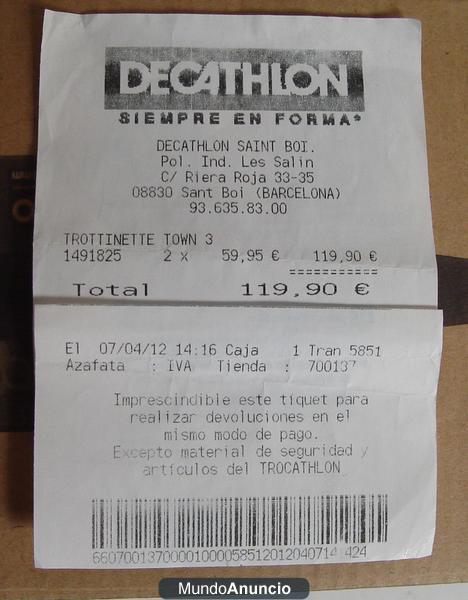 DECATHLON
SIEMPRE EN FORMA*
DECATHLON SAINT BOI.
Pol. Ind. Les Salin
C/ Riera Roja 33-35
08830 Sant Boi (BARCELONA)
93.635.83.00
TROTTINETTE TOWN 3
1491825 2 x 59,95 € 119,90 €
===========
Total 119,90 €
El 07/04/12 14:16 Caja 1 Tran 5851
Azafata : IVA Tienda : 700137
Imprescindible este tiquet para
realizar devoluciones en el
mismo modo de pago.
Excepto material de seguridad y
artículos del TROCATHLON
MundoAnuncio